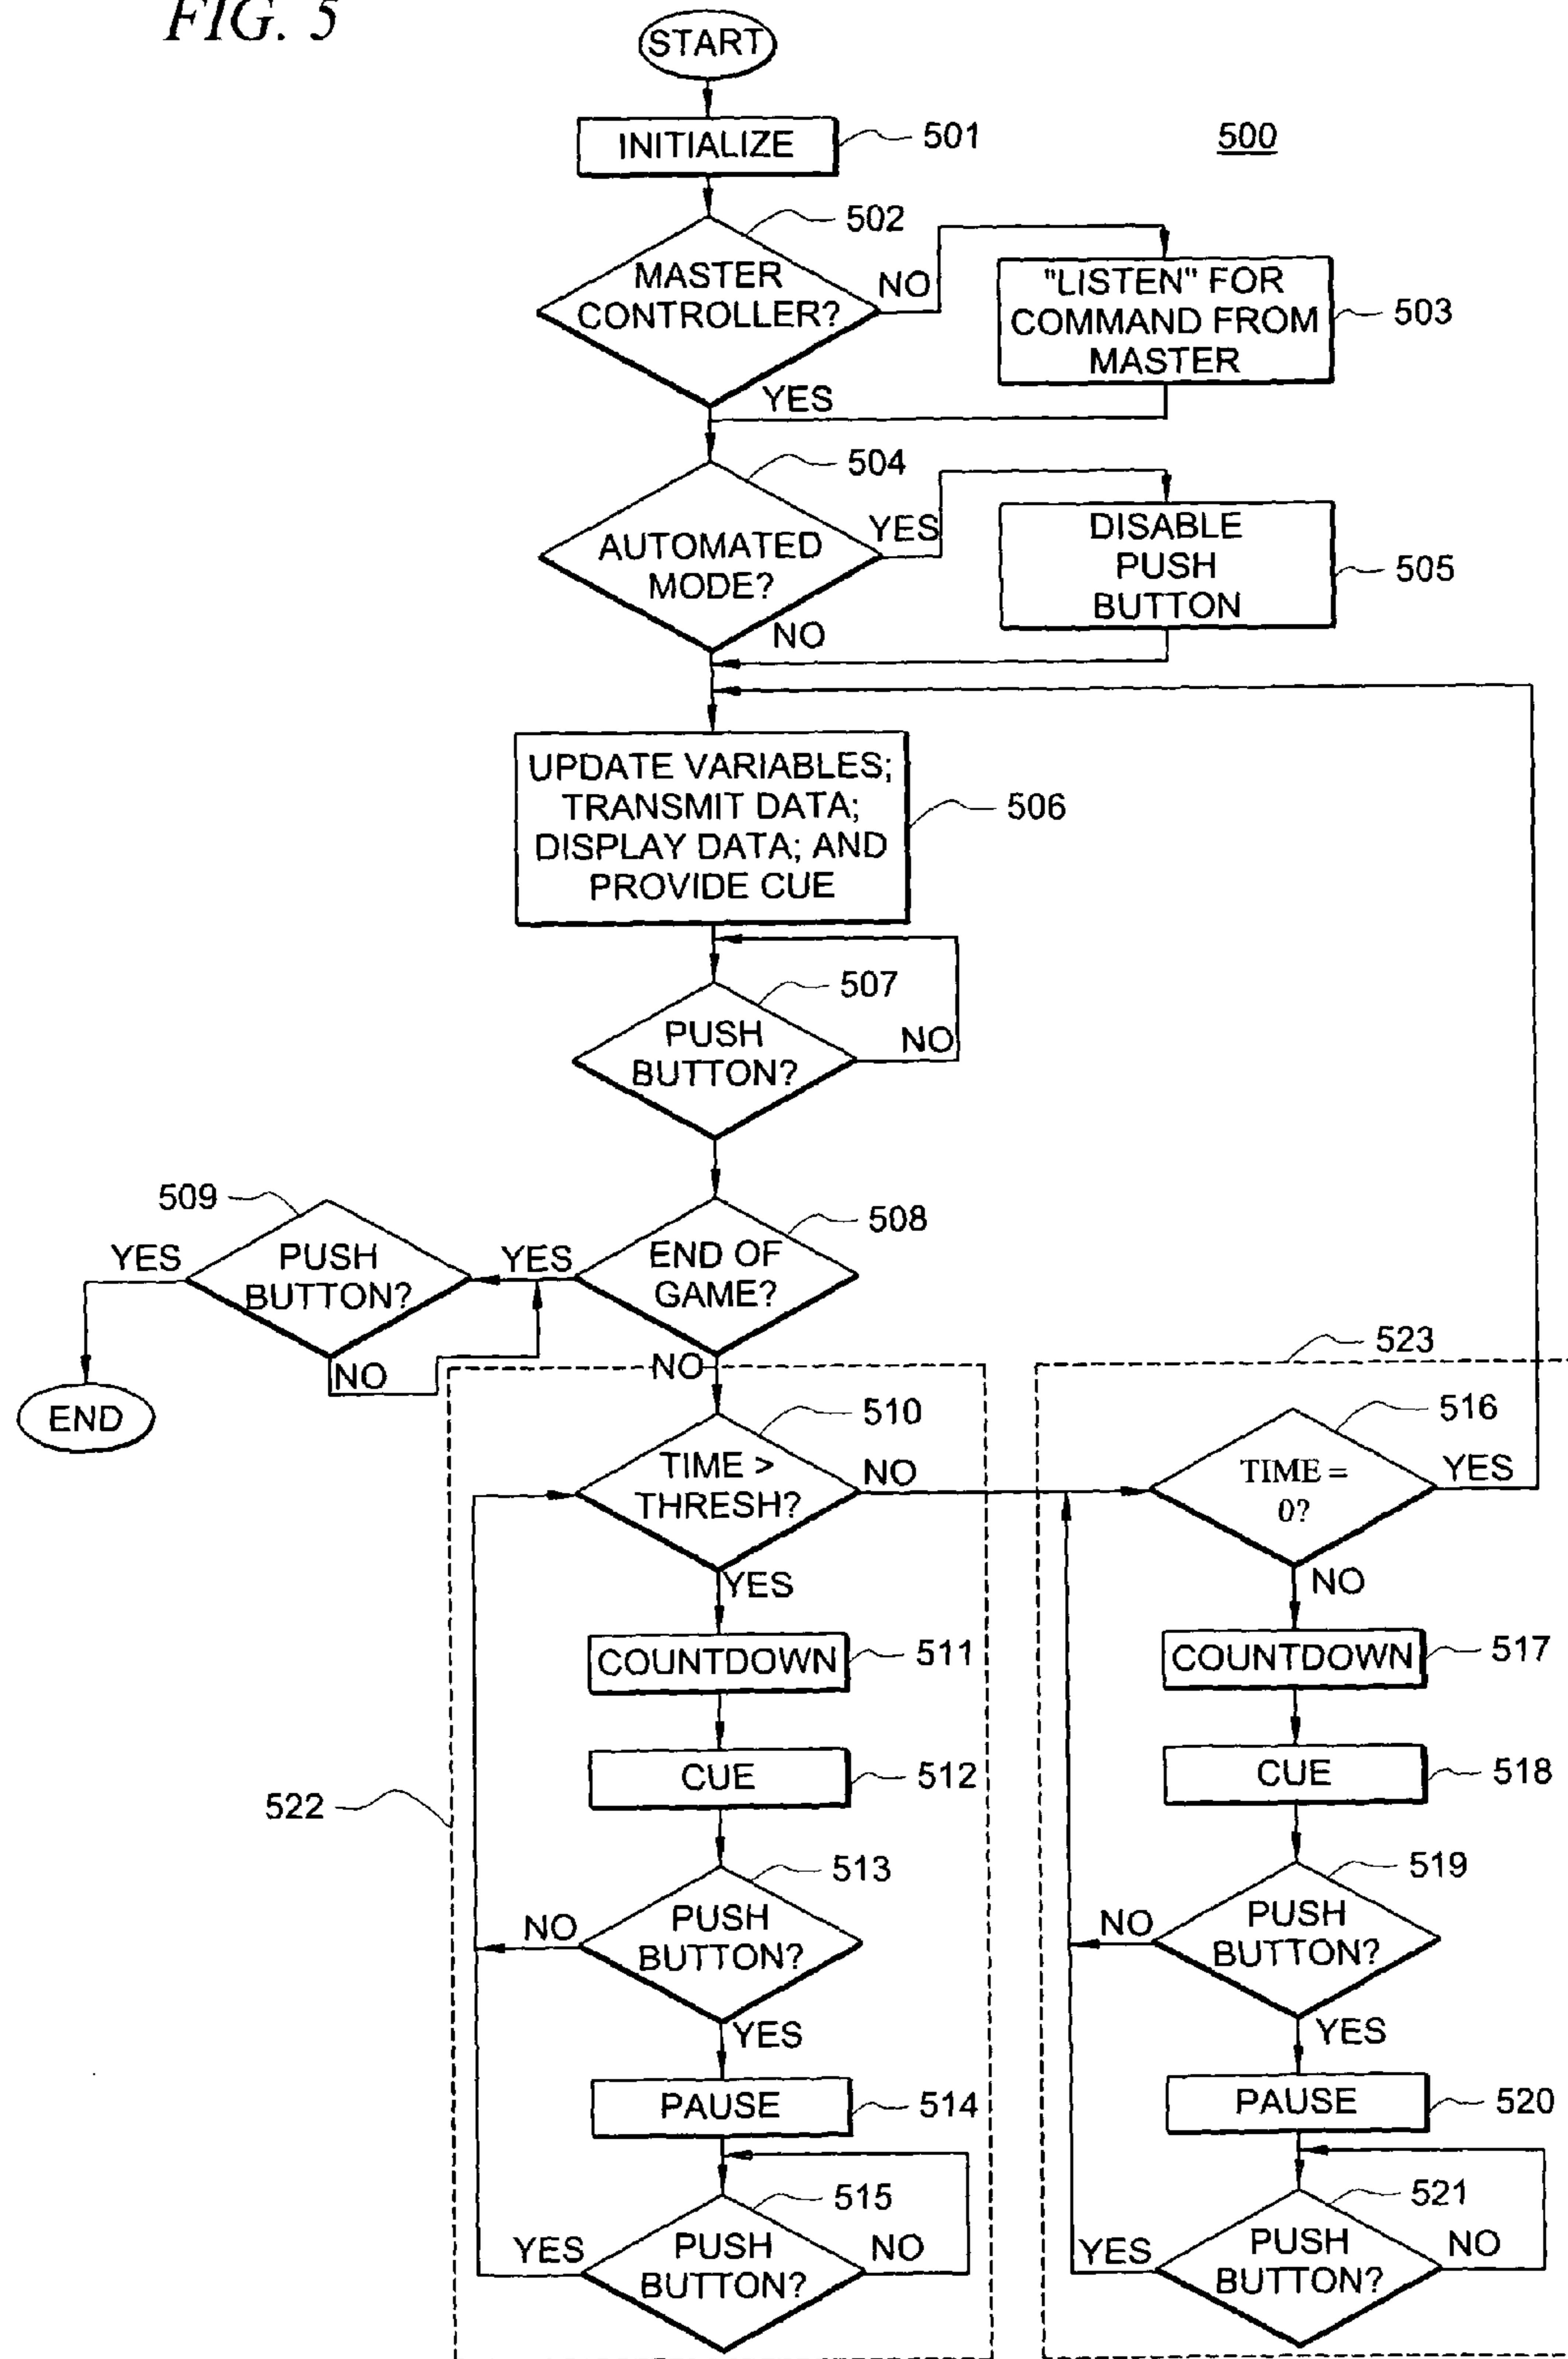 FIG. 5
START
INITIALIZE
501
500
502
MASTER
CONTROLLER?
NO
"LISTEN" FOR
COMMAND FROM
MASTER
503
YES
504
AUTOMATED
MODE?
YES
DISABLE
PUSH
BUTTON
505
NO
UPDATE VARIABLES;
TRANSMIT DATA;
DISPLAY DATA; AND
PROVIDE CUE
506
507
PUSH
BUTTON?
NO
509
YES
PUSH
BUTTON?
NO
END
YES
508
END OF
GAME?
NO
523
510
TIME >
THRESH?
NO
YES
COUNTDOWN
511
CUE
512
522
513
NO
PUSH
BUTTON?
YES
PAUSE
514
515
YES
PUSH
BUTTON?
NO
516
TIME =
0?
YES
NO
COUNTDOWN
517
CUE
518
519
NO
PUSH
BUTTON?
YES
PAUSE
520
521
YES
PUSH
BUTTON?
NO